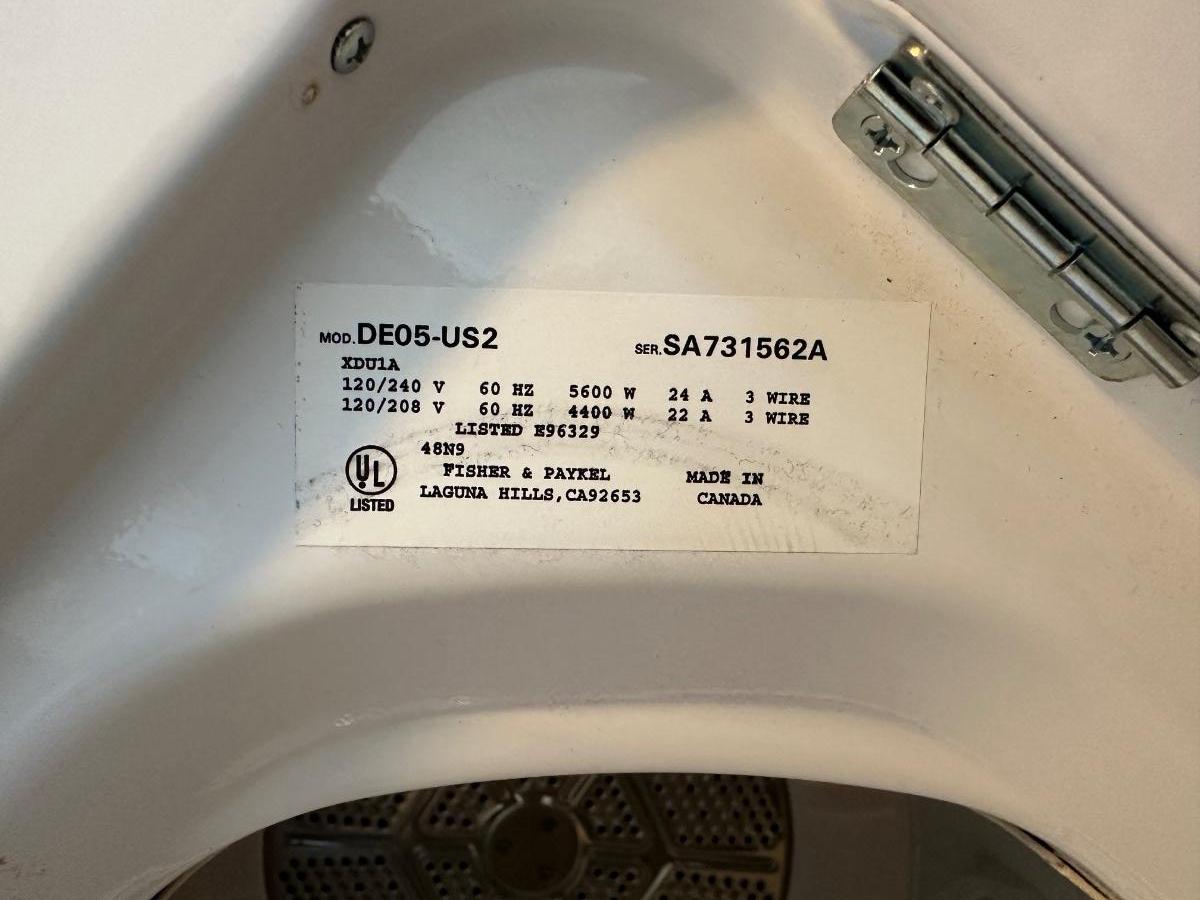 MOD. DE05-US2 SER. SA731562A
XDU1A
120/240 V 60 HZ 5600 W 24 A 3 WIRE
120/208 V 60 HZ 4400 W 22 A 3 WIRE
LISTED E96329
48N9
UL FISHER & PAYKEL MADE IN
LISTED LAGUNA HILLS,CA92653 CANADA